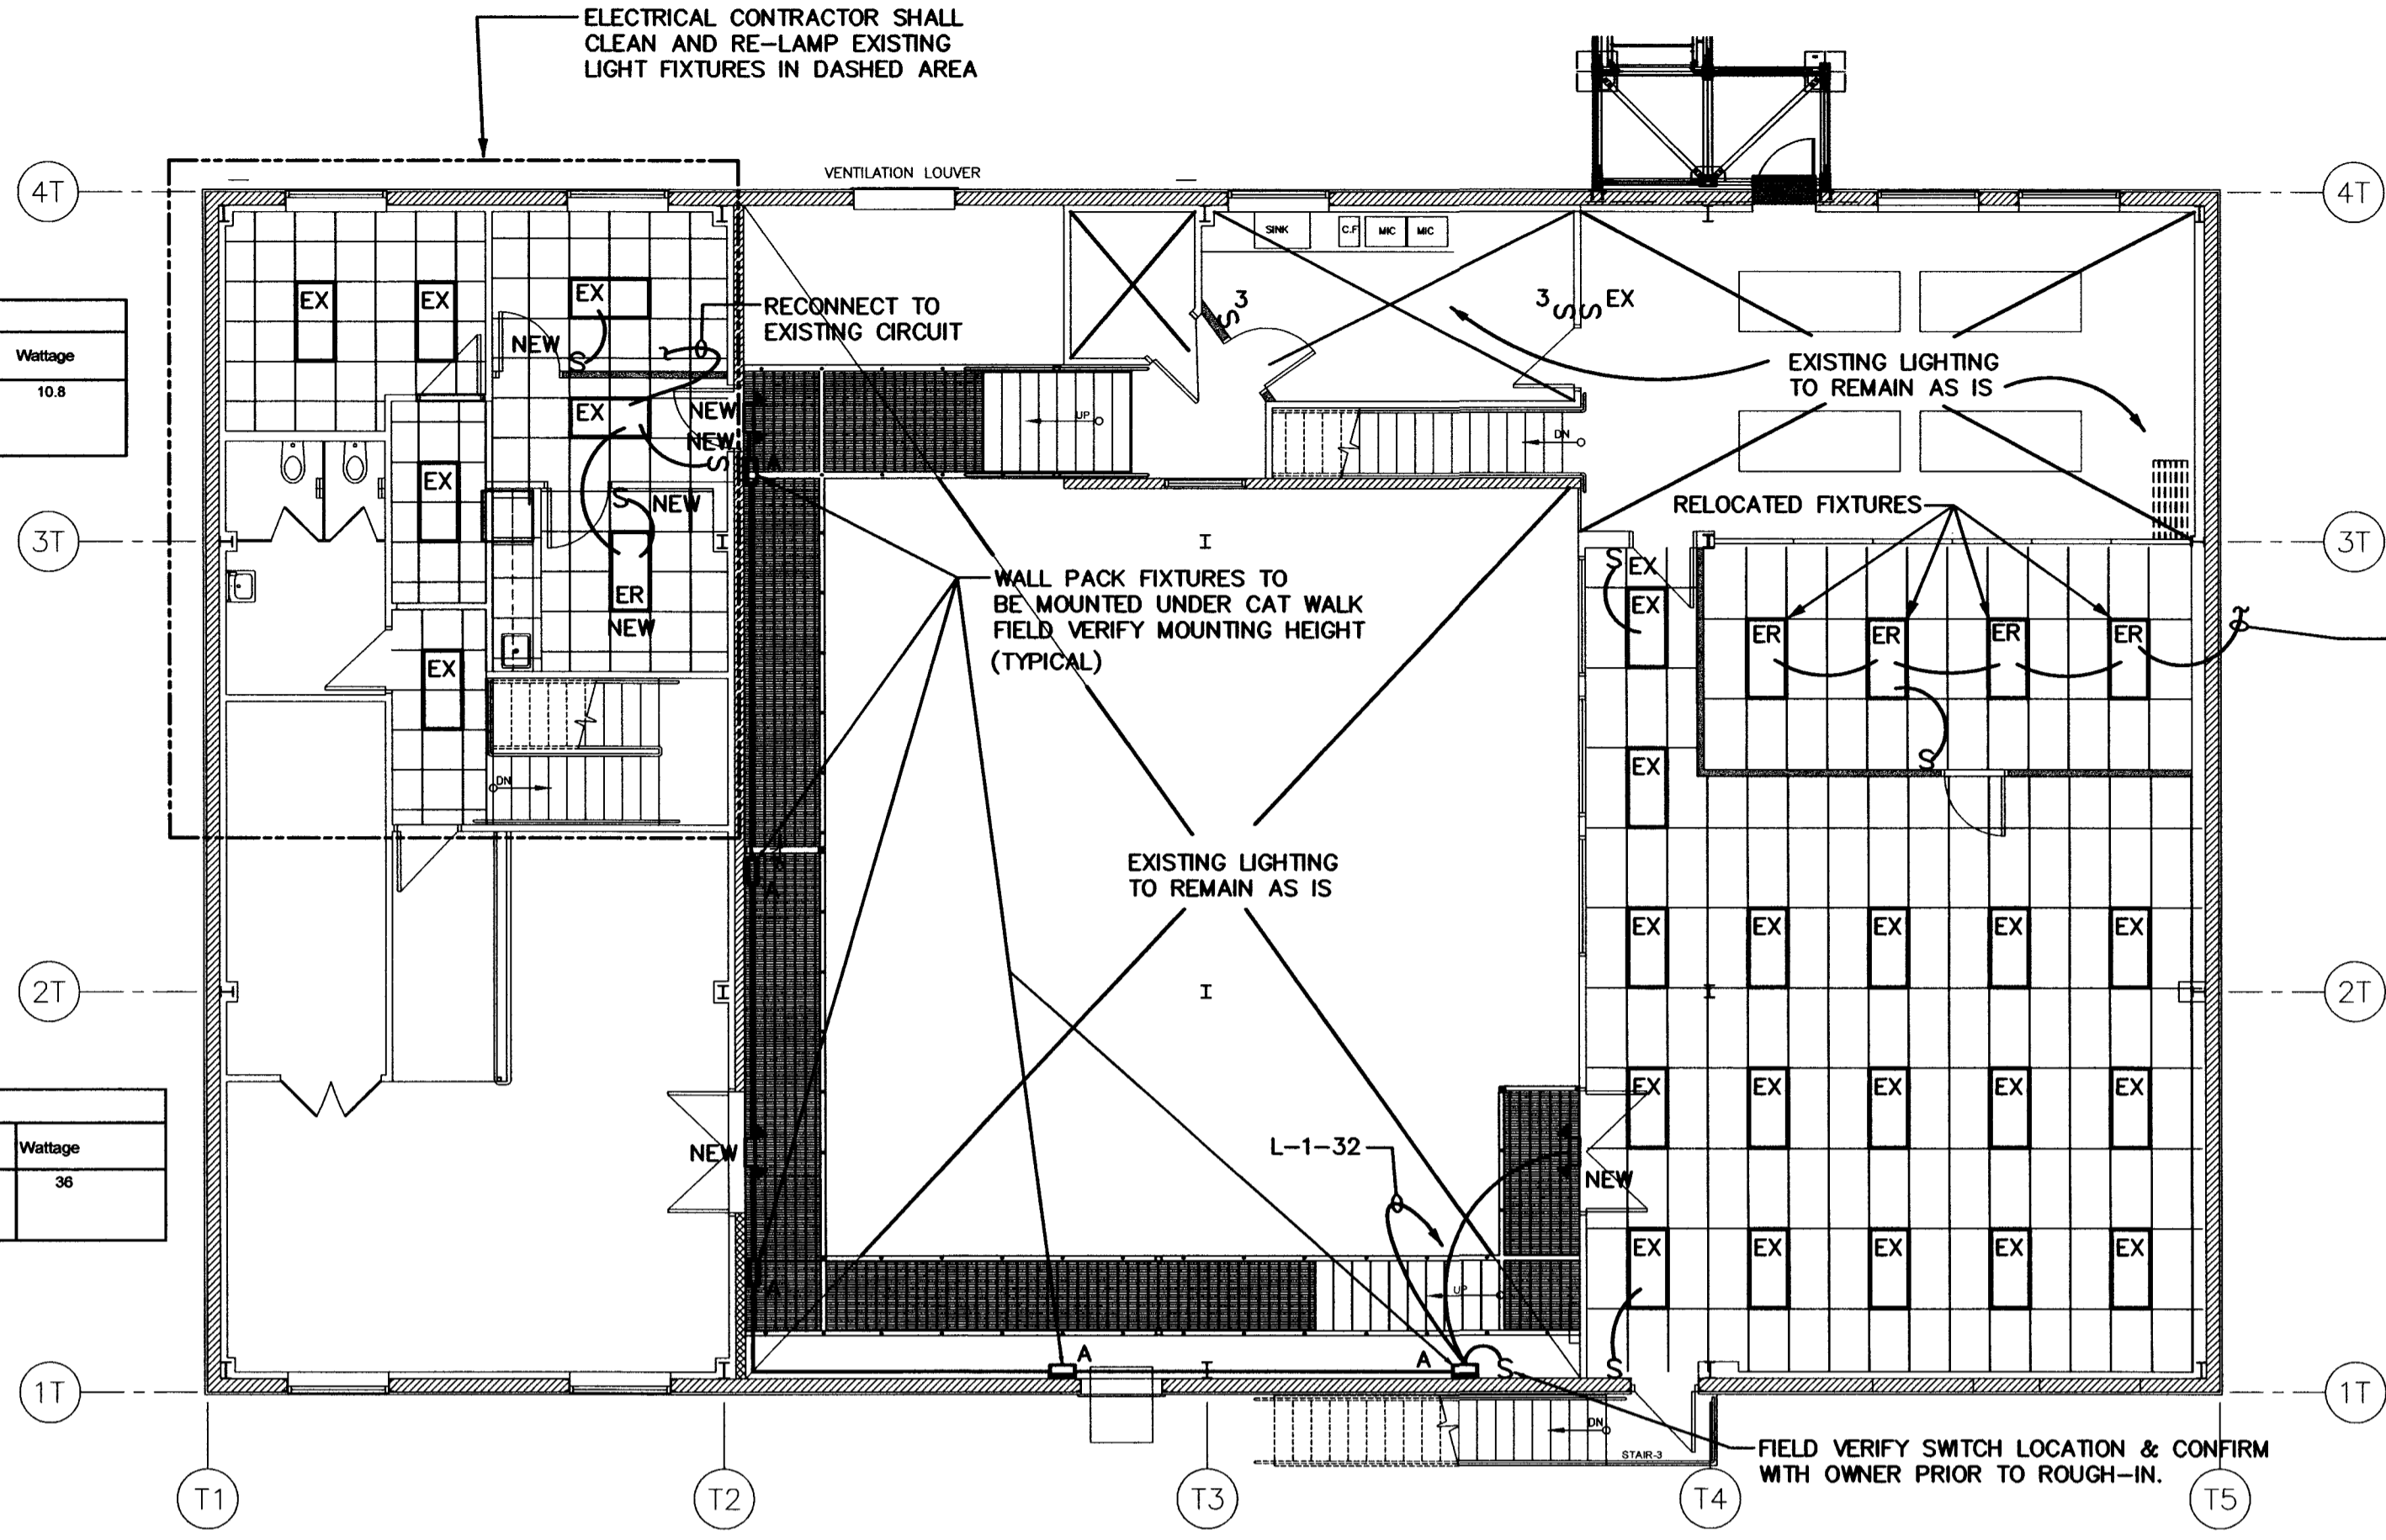 ELECTRICAL CONTRACTOR SHALL
CLEAN AND RE-LAMP EXISTING
LIGHT FIXTURES IN DASHED AREA
VENTILATION LOUVER
4T
4T
SINK
C.F
MIC
MIC
Wattage
10.8
EX
EX
EX
NEW
S
RECONNECT TO
EXISTING CIRCUIT
3
S
3
S
S
EX
EXISTING LIGHTING
TO REMAIN AS IS
EX
NEW
NEW
S
A
UP
DN
EX
S
NEW
RELOCATED FIXTURES
3T
3T
ER
NEW
WALL PACK FIXTURES TO
BE MOUNTED UNDER CAT WALK
FIELD VERIFY MOUNTING HEIGHT
(TYPICAL)
S
EX
EX
ER
ER
ER
ER
EX
S
EX
DN
EXISTING LIGHTING
TO REMAIN AS IS
A
EX
EX
EX
EX
EX
2T
2T
EX
EX
EX
EX
EX
Wattage
36
NEW
L-1-32
NEW
EX
EX
EX
EX
EX
A
UP
A
A
S
S
1T
1T
DN
STAIR-3
FIELD VERIFY SWITCH LOCATION & CONFIRM
WITH OWNER PRIOR TO ROUGH-IN.
T1
T2
T3
T4
T5